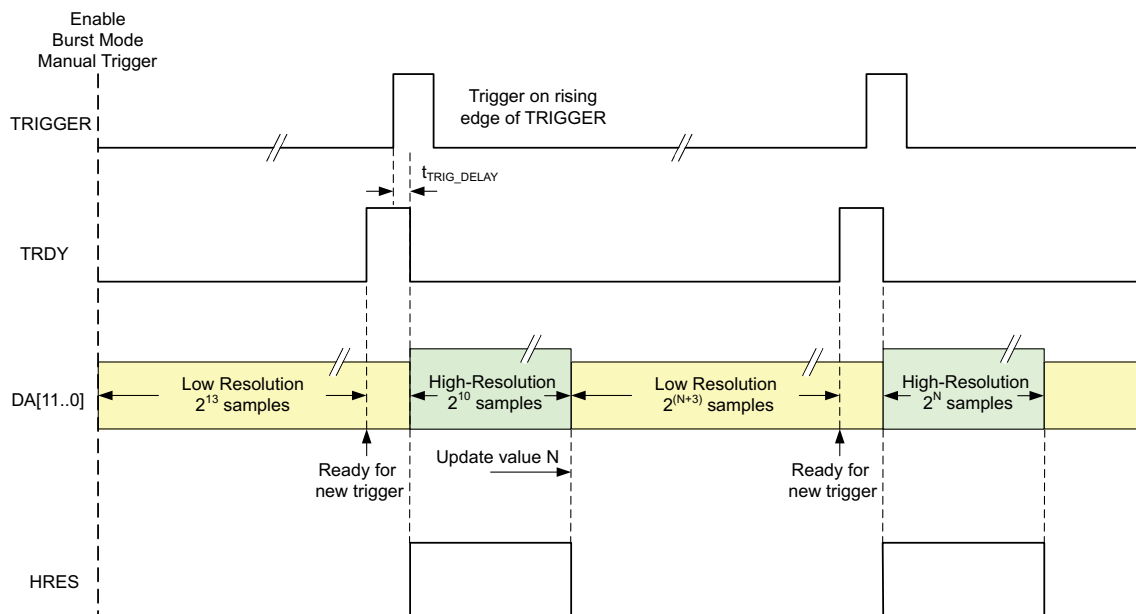 Enable
Burst Mode
Manual Trigger
TRIGGER
Trigger on rising
edge of TRIGGER
tTRIG_DELAY
TRDY
DA[11..0]
Low Resolution
2^13 samples
High-Resolution
2^10 samples
Low Resolution
2^(N+3) samples
High-Resolution
2^N samples
Ready for
new trigger
Update value N
Ready for
new trigger
HRES